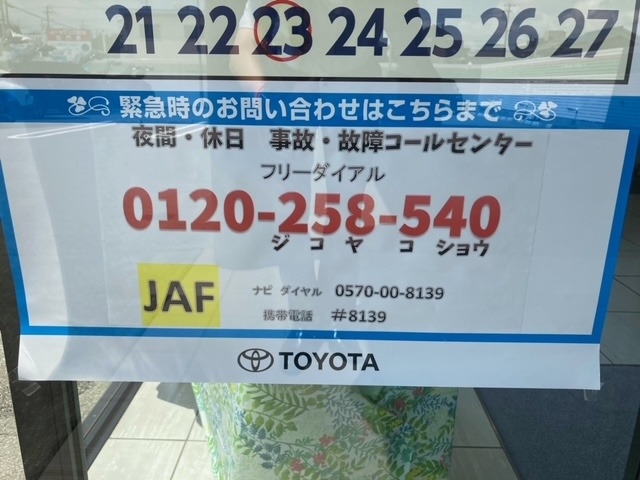 21 22 23 24 25 26 27
緊急時のお問い合わせはこちらまで
夜間・休日 事故・故障コールセンター
フリーダイアル
0120-258-540
ジコヤ コショウ
JAF ナビ ダイヤル 0570-00-8139
携帯電話 #8139
TOYOTA